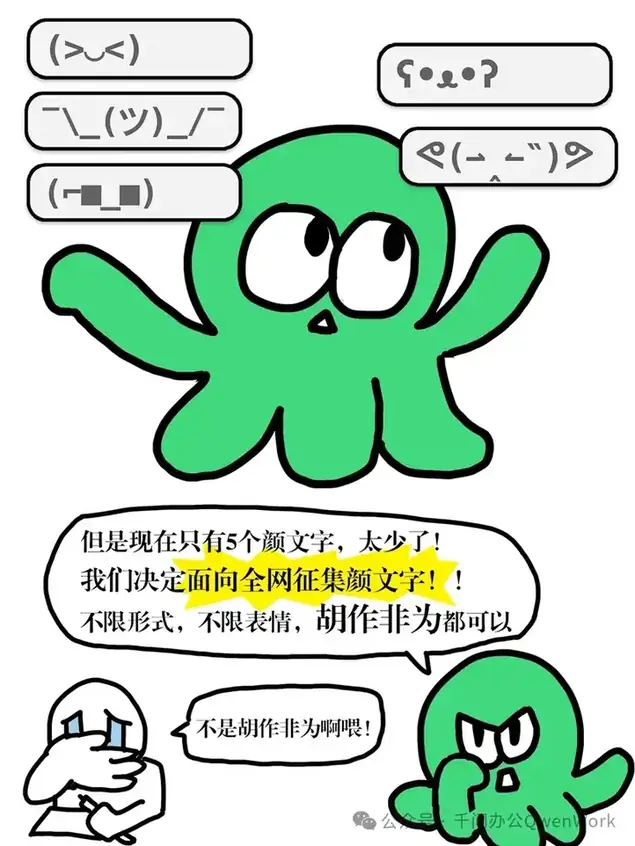 (>◡<)
¯\_(ツ)_/¯
(⌐■_■)
ʕ•ᴥ•ʔ
ᕙ(⇀‸↼‶)ᕗ
但是现在只有5个颜文字，太少了！
我们决定面向全网征集颜文字！！
不限形式，不限表情，胡作非为都可以
不是胡作非为啊喂！
公众号 · 千问办公QwenWork